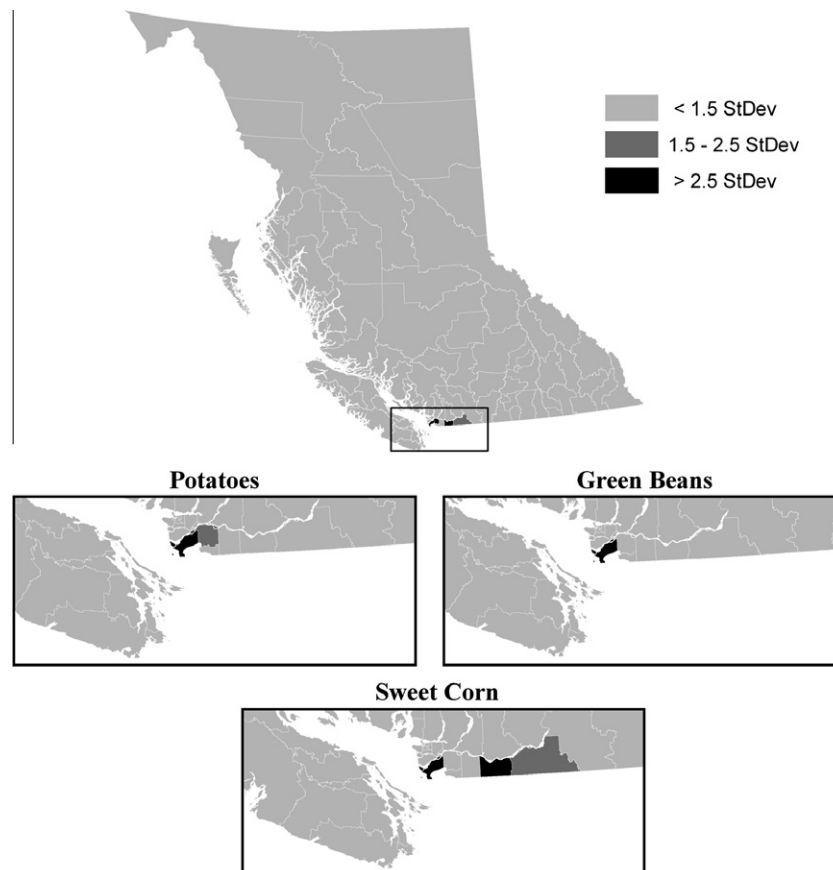 < 1.5 StDev
1.5 - 2.5 StDev
> 2.5 StDev
Potatoes
Green Beans
Sweet Corn